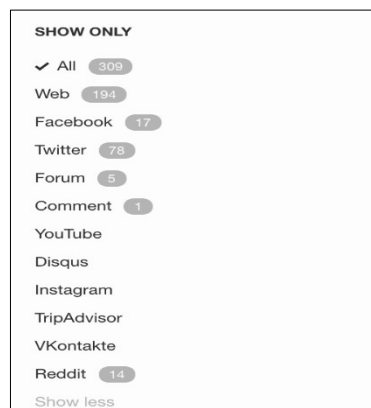 SHOW ONLY
All 309
Web 194
Facebook 17
Twitter 78
Forum 5
Comment 1
YouTube
Disqus
Instagram
TripAdvisor
VKontakte
Reddit 14
Show less